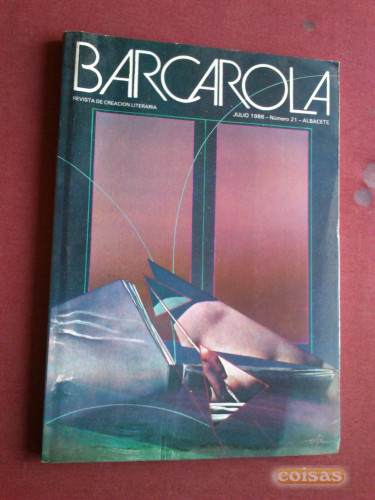 BARCAROLA
REVISTA DE CREACION LITERARIA
JULIO 1986 - Número 21 - ALBACETE
coisas